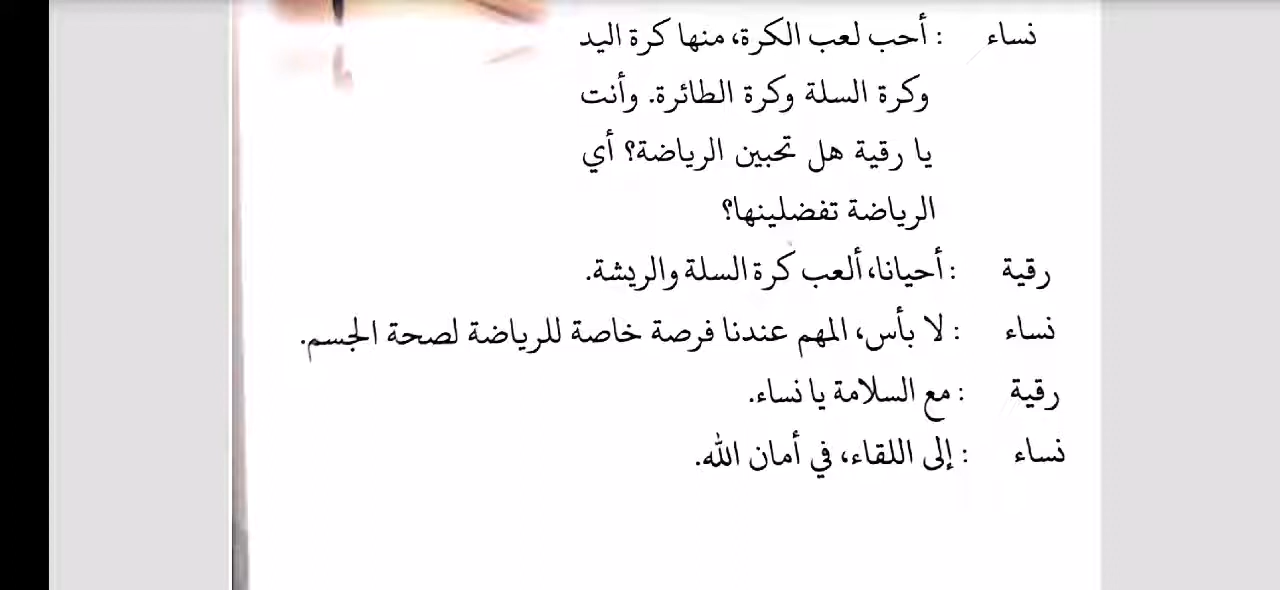 نساء : أحب لعب الكرة، منها كرة اليد
وكرة السلة وكرة الطائرة. وأنت
يا رقية هل تحبين الرياضة؟ أي
الرياضة تفضلينها؟
رقية : أحيانا، ألعب كرة السلة والريشة.
نساء : لا بأس، المهم عندنا فرصة خاصة للرياضة لصحة الجسم.
رقية : مع السلامة يا نساء.
نساء : إلى اللقاء، في أمان الله.